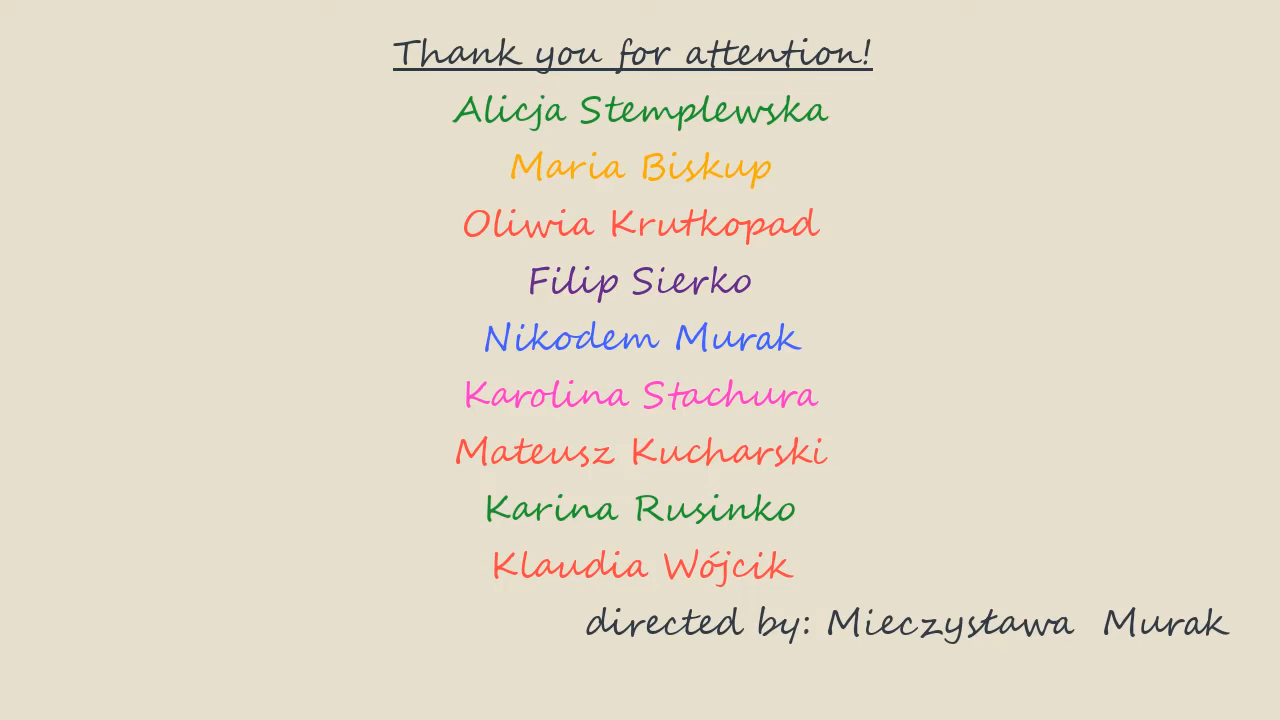 Thank you for attention!
Alicja Stemplewska
Maria Biskup
Oliwia Krutkopad
Filip Sierko
Nikodem Murak
Karolina Stachura
Mateusz Kucharski
Karina Rusinko
Klaudia Wójcik
directed by: Mieczysława Murak